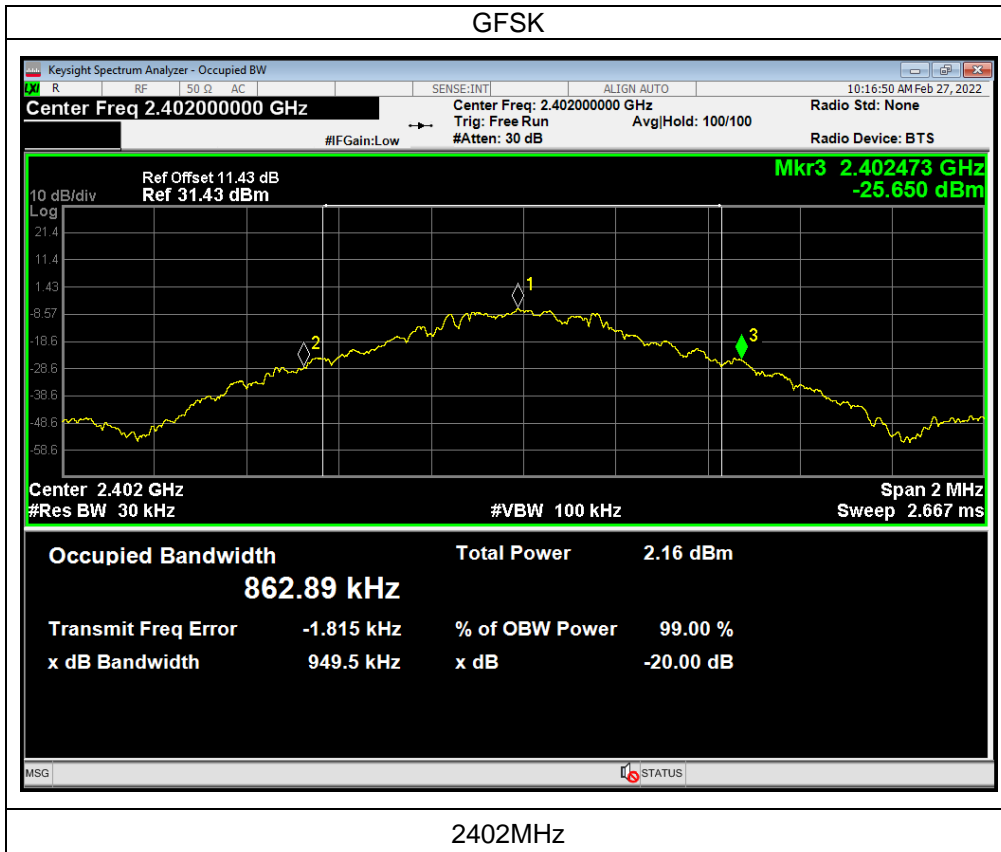 GFSK
Keysight Spectrum Analyzer - Occupied BW
LXI R RF 50 Ω AC SENSE:INT ALIGN AUTO 10:16:50 AM Feb 27, 2022
Center Freq 2.402000000 GHz Center Freq: 2.402000000 GHz Radio Std: None
Trig: Free Run Avg|Hold: 100/100
#IFGain:Low #Atten: 30 dB Radio Device: BTS
Ref Offset 11.43 dB Mkr3 2.402473 GHz
10 dB/div Ref 31.43 dBm -25.650 dBm
Log
21.4
11.4
1.43
-8.57
-18.6
-28.6
-38.6
-48.6
-58.6
1
2
3
Center 2.402 GHz Span 2 MHz
#Res BW 30 kHz #VBW 100 kHz Sweep 2.667 ms
Occupied Bandwidth Total Power 2.16 dBm
862.89 kHz
Transmit Freq Error -1.815 kHz % of OBW Power 99.00 %
x dB Bandwidth 949.5 kHz x dB -20.00 dB
MSG STATUS
2402MHz